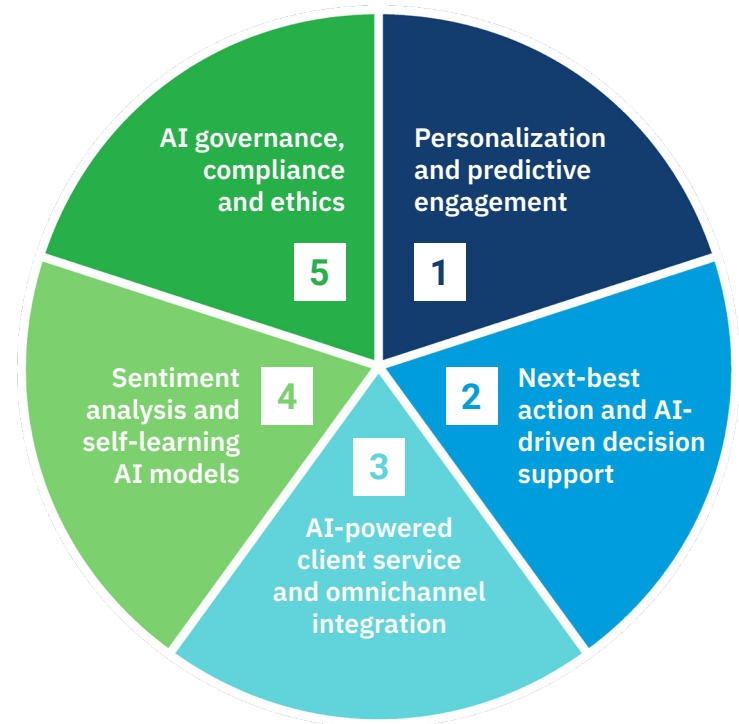 Personalization
and predictive
engagement
1
2
Next-best
action and AI-
driven decision
support
3
AI-powered
client service
and omnichannel
integration
4
Sentiment
analysis and
self-learning
AI models
AI governance,
compliance
and ethics
5